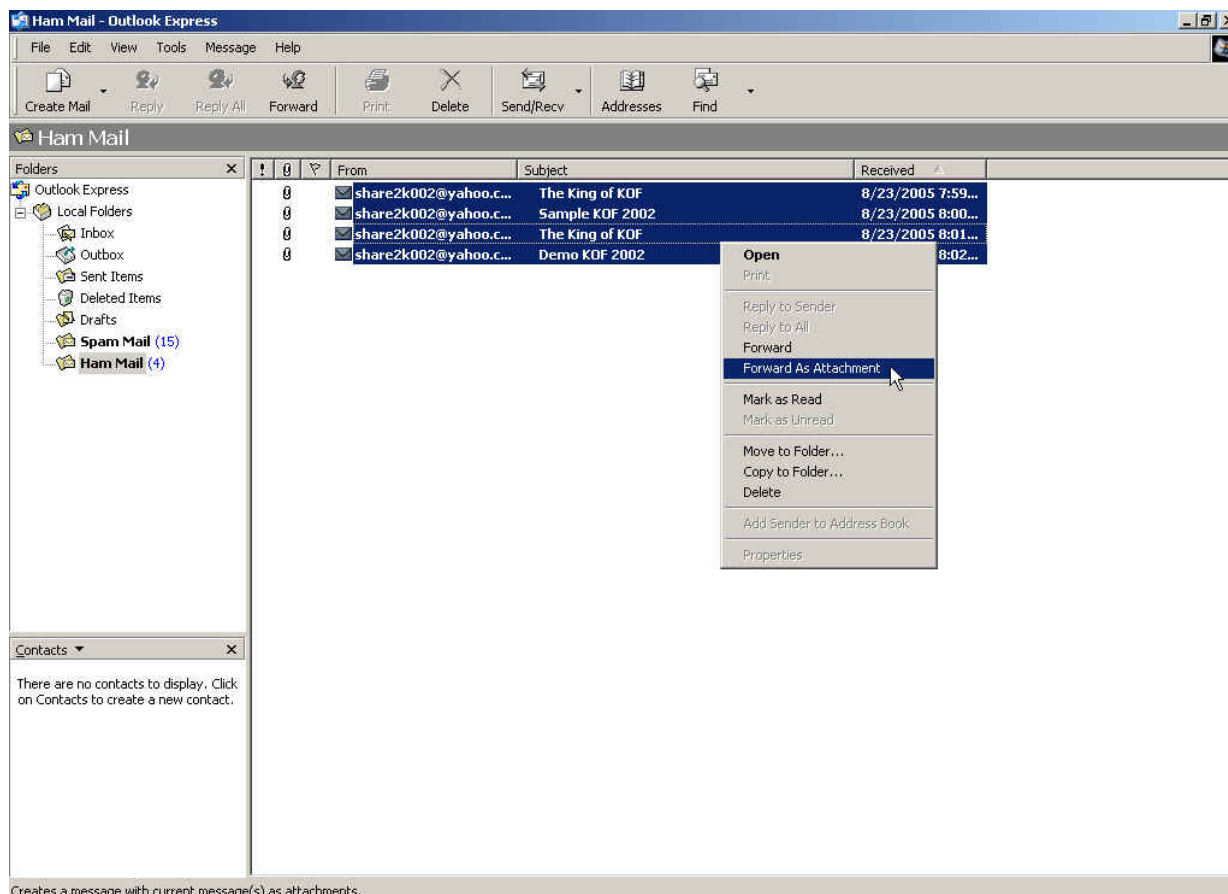 Ham Mail - Outlook Express
File Edit View Tools Message Help
Create Mail Reply Reply All Forward Print Delete Send/Recv Addresses Find
Ham Mail
Folders
Outlook Express
Local Folders
Inbox
Outbox
Sent Items
Deleted Items
Drafts
Spam Mail (15)
Ham Mail (4)
! From Subject Received
share2k002@yahoo.c... The King of KOF 8/23/2005 7:59...
share2k002@yahoo.c... Sample KOF 2002 8/23/2005 8:00...
share2k002@yahoo.c... The King of KOF 8/23/2005 8:01...
share2k002@yahoo.c... Demo KOF 2002 8:02...
Open
Print
Reply to Sender
Reply to All
Forward
Forward As Attachment
Mark as Read
Mark as Unread
Move to Folder...
Copy to Folder...
Delete
Add Sender to Address Book
Properties
Contacts
There are no contacts to display. Click
on Contacts to create a new contact.
Creates a message with current message(s) as attachments.